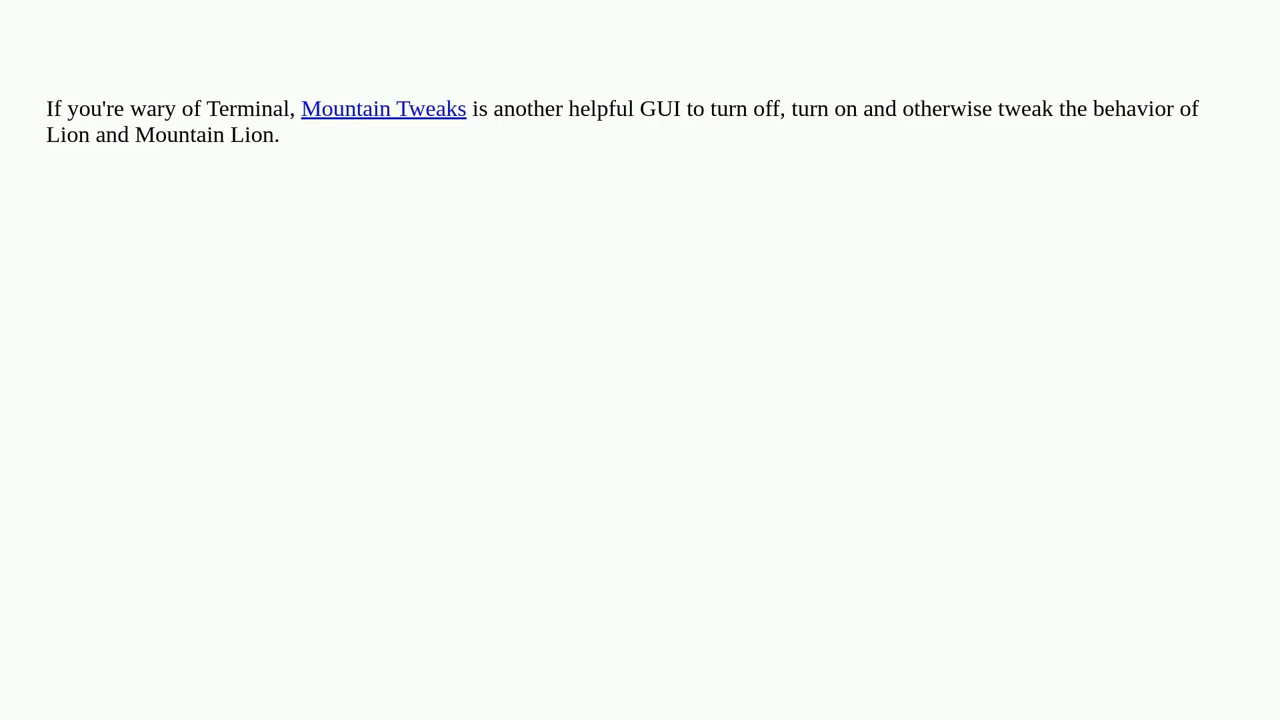 If you're wary of Terminal, Mountain Tweaks is another helpful GUI to turn off, turn on and otherwise tweak the behavior of
Lion and Mountain Lion.